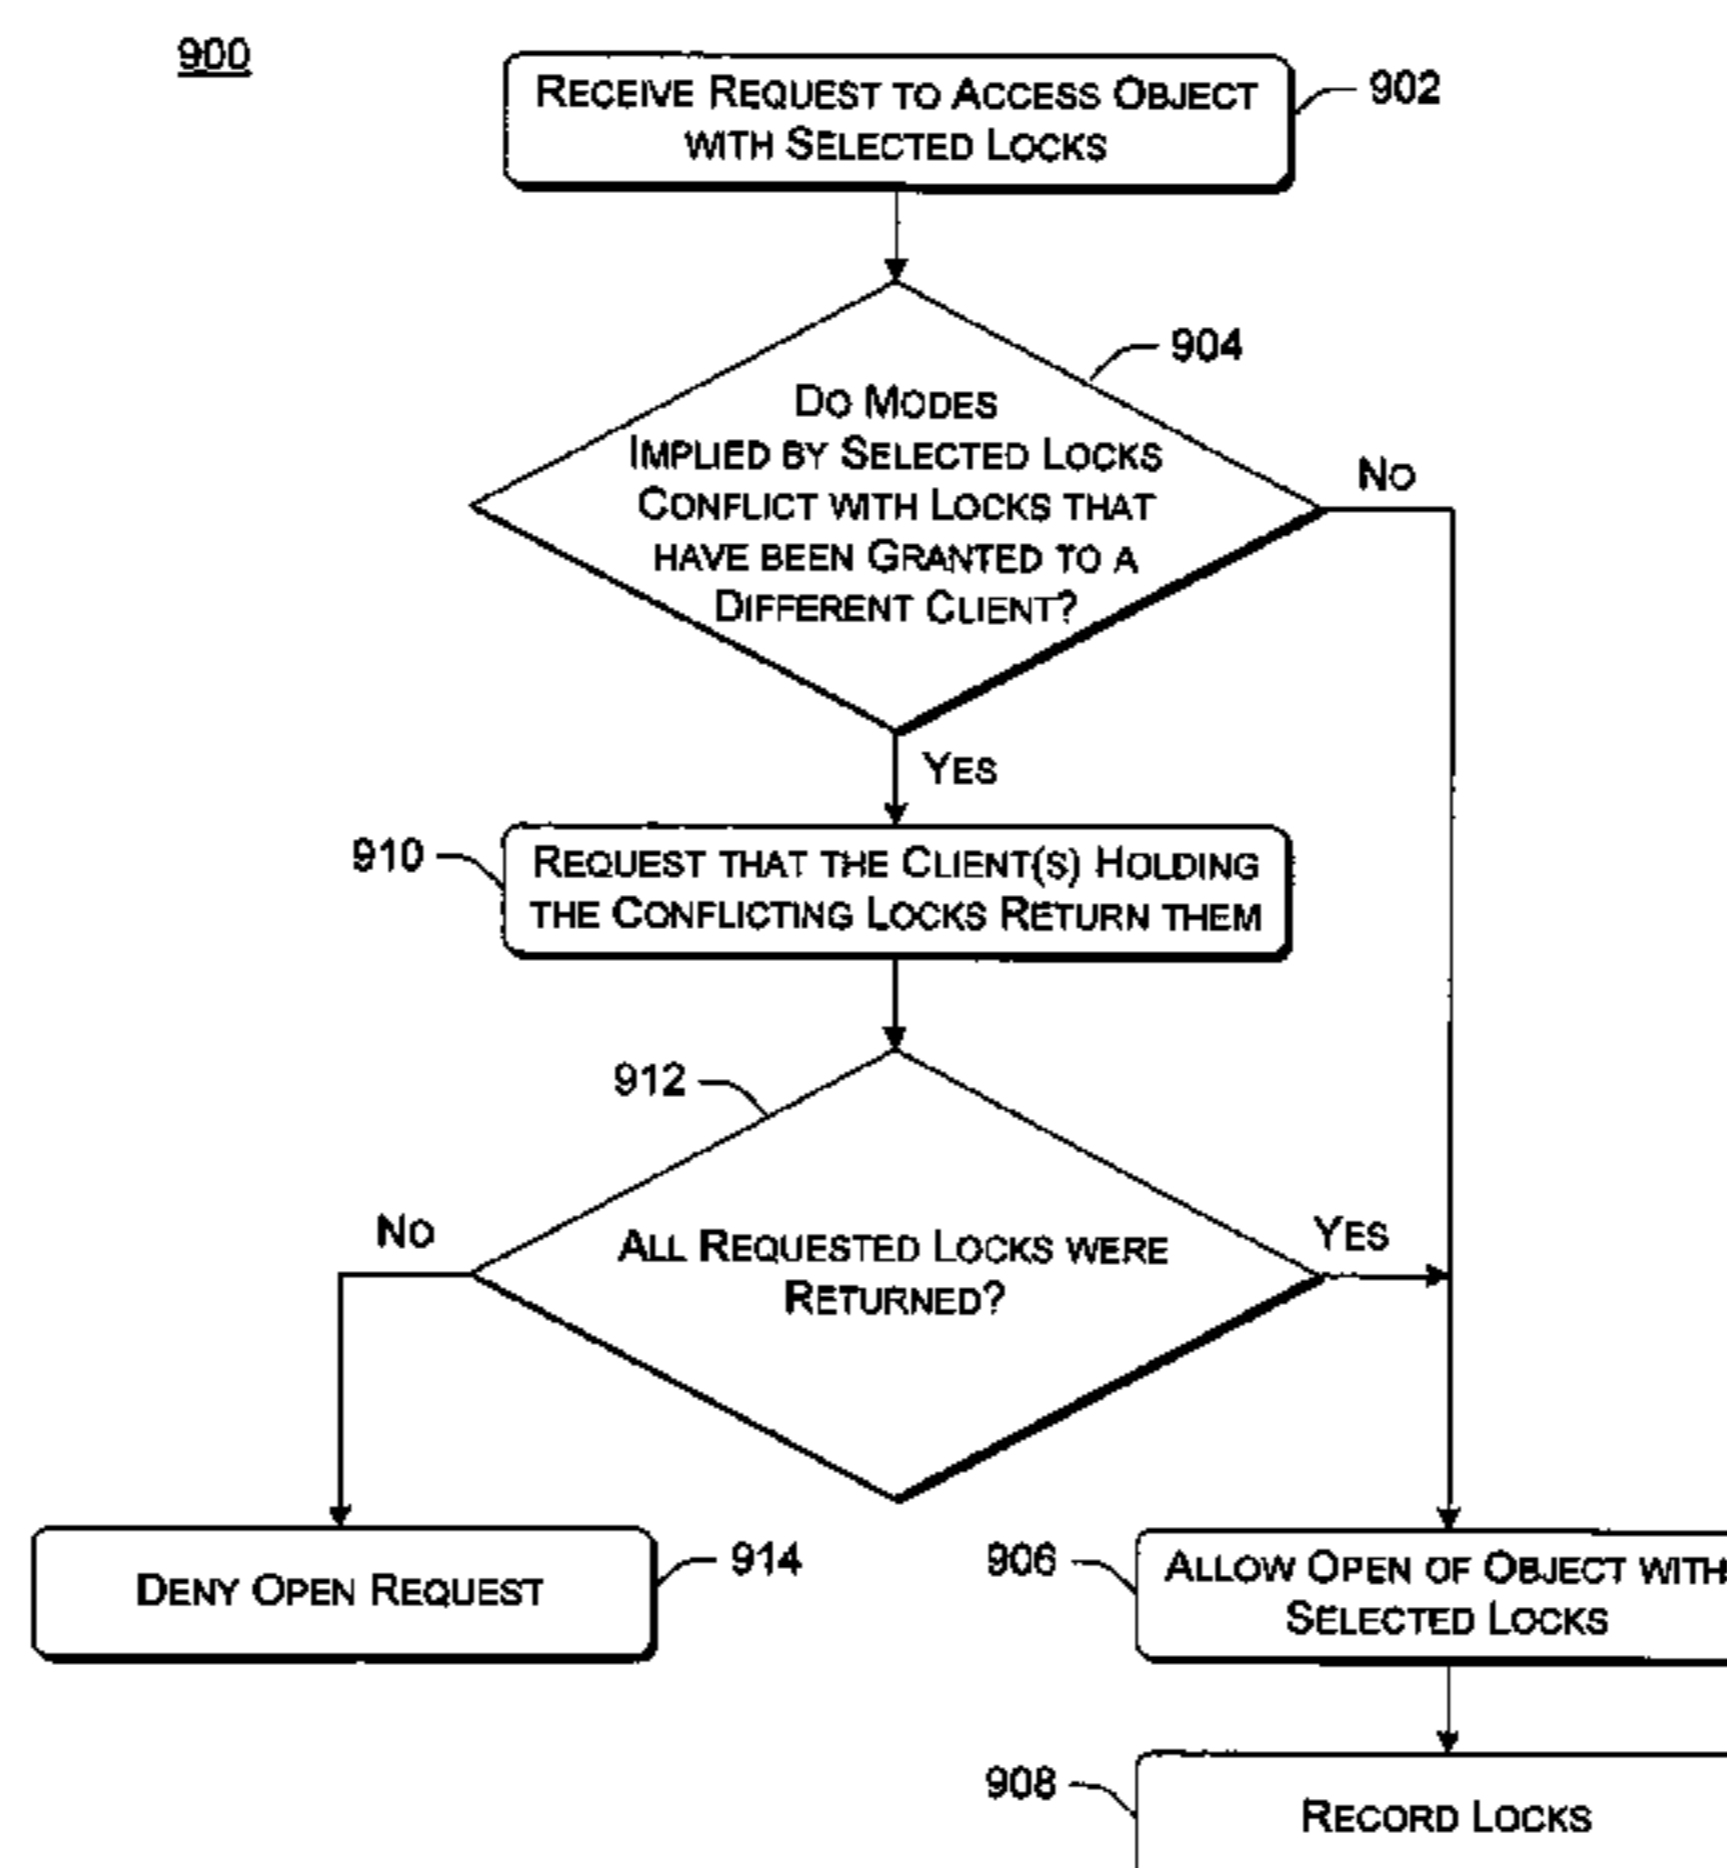 900
RECEIVE REQUEST TO ACCESS OBJECT
WITH SELECTED LOCKS
902
904
DO MODES
IMPLIED BY SELECTED LOCKS
CONFLICT WITH LOCKS THAT
HAVE BEEN GRANTED TO A
DIFFERENT CLIENT?
NO
YES
910
REQUEST THAT THE CLIENT(S) HOLDING
THE CONFLICTING LOCKS RETURN THEM
912
NO
ALL REQUESTED LOCKS WERE
RETURNED?
YES
DENY OPEN REQUEST
914
906
ALLOW OPEN OF OBJECT WITH
SELECTED LOCKS
908
RECORD LOCKS